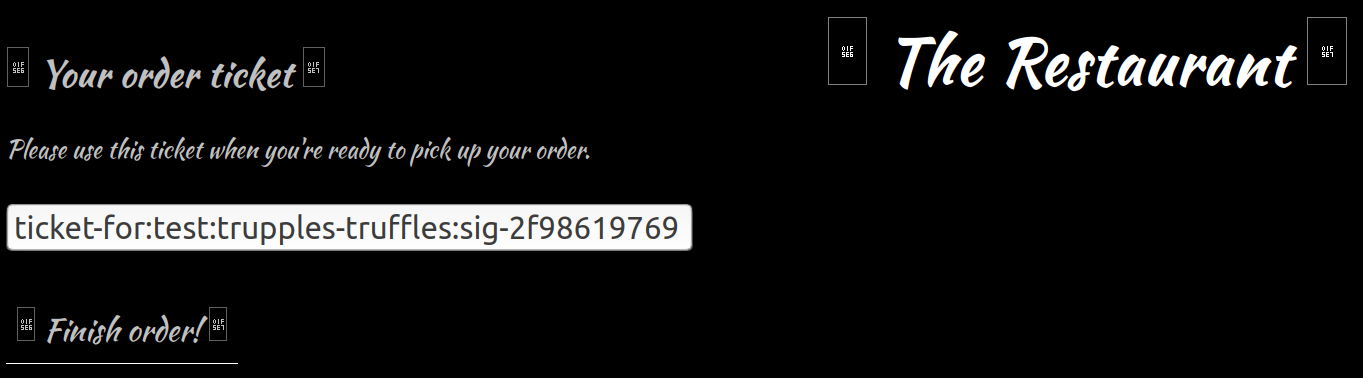 The Restaurant
Your order ticket
Please use this ticket when you're ready to pick up your order.
ticket-for:test:trupples-truffles:sig-2f98619769
Finish order!